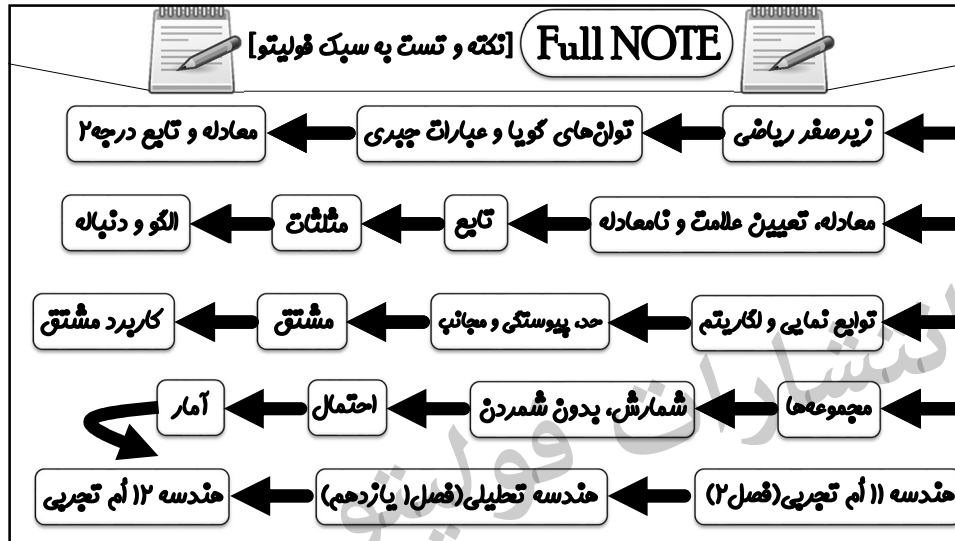 Full NOTE [نکته و تست به سبک فولیتو]
زیرصفر ریاضی توان‌های گویا و عبارات جبری معادله و تابع درجه۲
معادله، تعیین علامت و نامعادله تابع مثلثات الگو و دنباله
توابع نمایی و لگاریتم حد، پیوستگی و مجانب مشتق کاربرد مشتق
مجموعه‌ها شمارش، بدون شمردن احتمال آمار
هندسه ۱۱ اُم تجربی(فصل۲) هندسه تحلیلی(فصل۱ یازدهم) هندسه ۱۲ اُم تجربی
انتشارات فولیتو